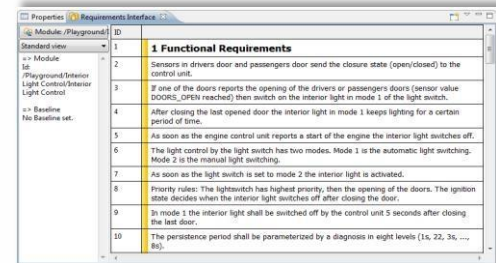 Properties Requirements Interface
Module: /Playground/I ID
Standard view
=> Module
Id:
/Playground/Interior
Light Control/Interior
Light Control
=> Baseline
No Baseline set.
1 1 Functional Requirements
2 Sensors in drivers door and passengers door send the closure state (open/closed) to the
control unit.
3 If one of the doors reports the opening of the drivers or passengers doors (sensor value
DOORS_OPEN reached) then switch on the interior light in mode 1 of the light switch.
4 After closing the last opened door the interior light in mode 1 keeps lighting for a certain
period of time.
5 As soon as the engine control unit reports a start of the engine the interior light switches off.
6 The light control by the light switch has two modes. Mode 1 is the automatic light switching.
Mode 2 is the manual light switching.
7 As soon as the light switch is set to mode 2 the interior light is activated.
8 Priority rules: The lightswitch has highest priority, then the opening of the doors. The ignition
state decides when the interior light switches off after closing the door.
9 In mode 1 the interior light shall be switched off by the control unit 5 seconds after closing
the last door.
10 The persistence period shall be parameterized by a diagnosis in eight levels (1s, 22, 3s, ...,
8s).